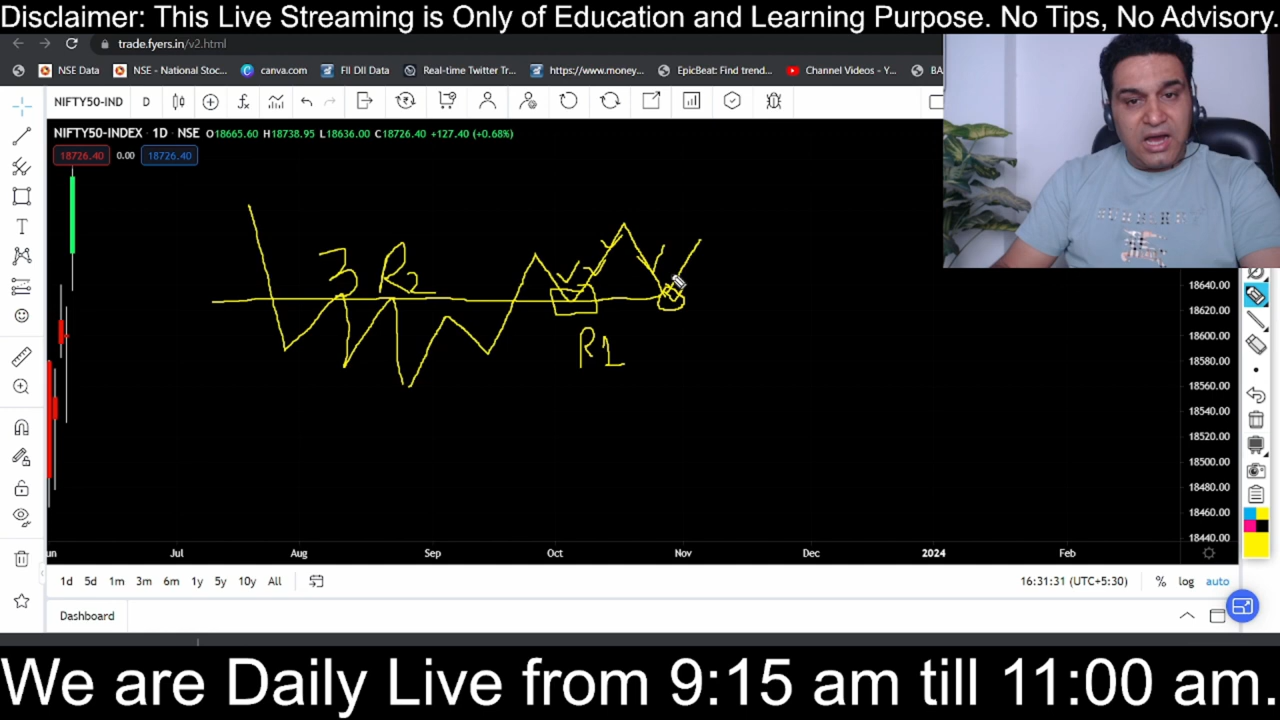 Disclaimer: This Live Streaming is Only of Education and Learning Purpose. No Tips, No Advisory.
trade.fyers.in/v2.html
NSE Data
NSE - National Stoc...
canva.com
FII DII Data
Real-time Twitter Tr...
https://www.money...
EpicBeat: Find trend...
Channel Videos - Y...
BA
NIFTY50-IND
D
NIFTY50-INDEX 1D NSE O18665.60 H18738.95 L18636.00 C18726.40 +127.40 (+0.68%)
18726.40 0.00 18726.40
3 R2
R1
18640.00
18620.00
18600.00
18580.00
18560.00
18540.00
18520.00
18500.00
18480.00
18460.00
18440.00
un Jul Aug Sep Oct Nov Dec 2024 Feb
1d 5d 1m 3m 6m 1y 5y 10y All
16:31:31 (UTC+5:30) % log auto
Dashboard
We are Daily Live from 9:15 am till 11:00 am.